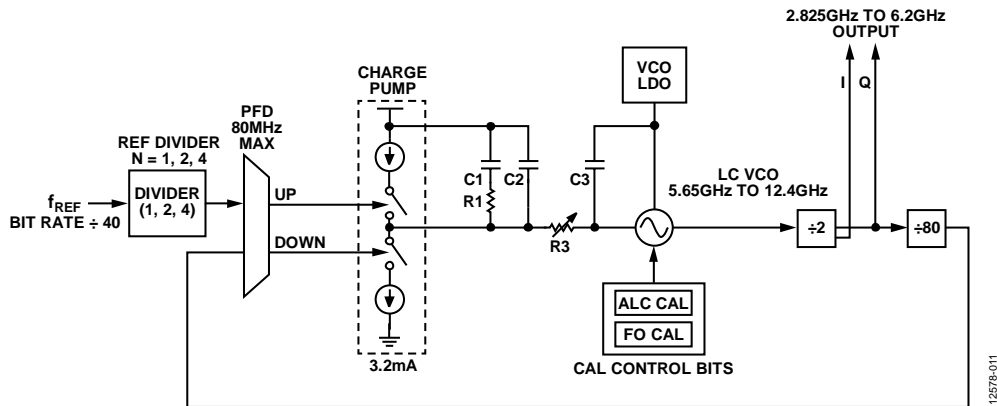 2.825GHz TO 6.2GHz
OUTPUT
VCO
LDO
I
Q
CHARGE
PUMP
PFD
80MHz
MAX
REF DIVIDER
N = 1, 2, 4
C1
C2
C3
LC VCO
5.65GHz TO 12.4GHz
fREF
BIT RATE ÷ 40
DIVIDER
(1, 2, 4)
UP
R1
÷2
÷80
DOWN
R3
ALC CAL
FO CAL
3.2mA
CAL CONTROL BITS
12578-011